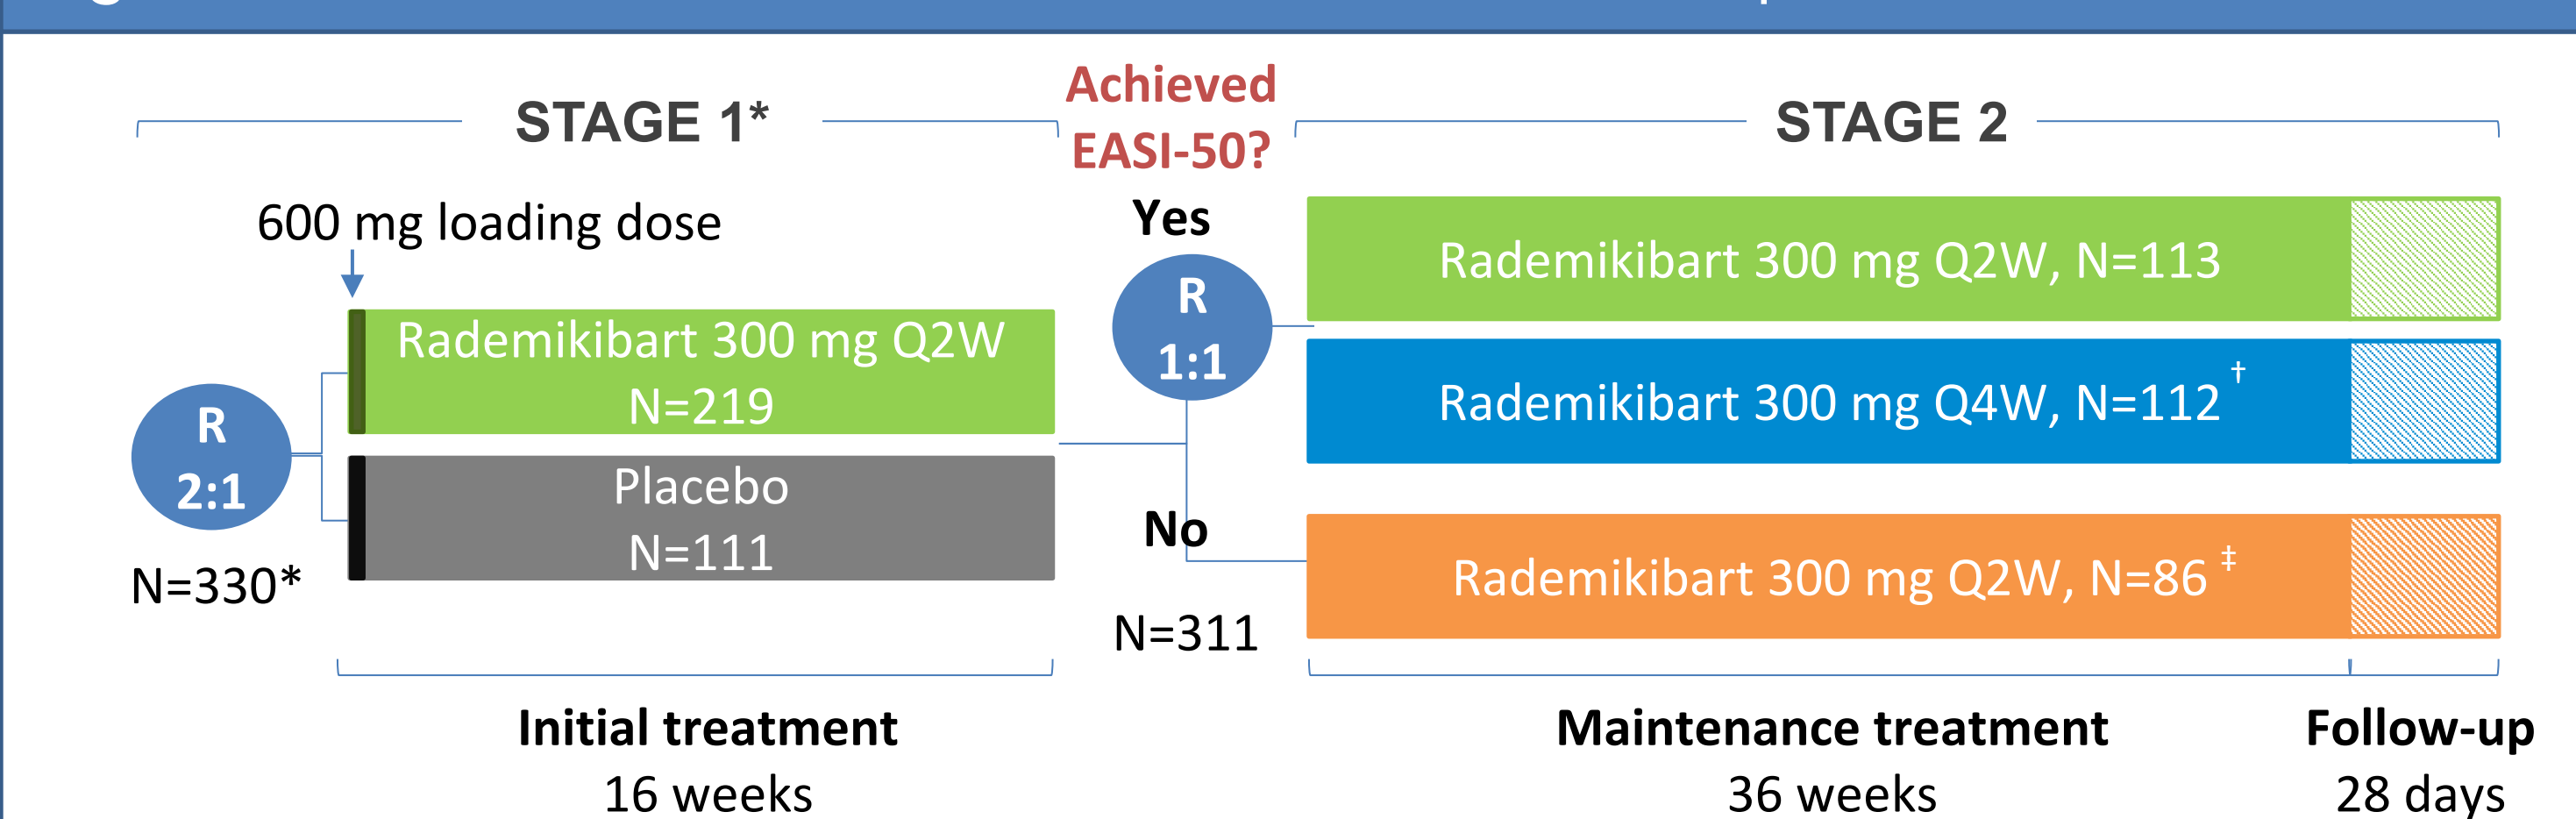 STAGE 1*
Achieved
EASI-50?
STAGE 2
600 mg loading dose
Yes
R
1:1
Rademikibart 300 mg Q2W, N=113
Rademikibart 300 mg Q2W
N=219
Rademikibart 300 mg Q4W, N=112 †
R
2:1
N=330*
Placebo
N=111
No
N=311
Rademikibart 300 mg Q2W, N=86 ‡
Initial treatment
16 weeks
Maintenance treatment
36 weeks
Follow-up
28 days